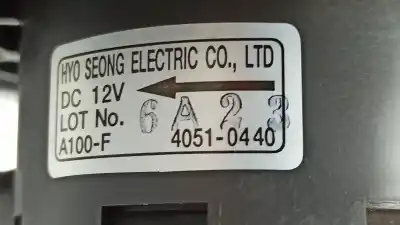 HYO SEONG ELECTRIC CO., LTD
DC 12V
LOT No. 6A23
A100-F 4051-0440